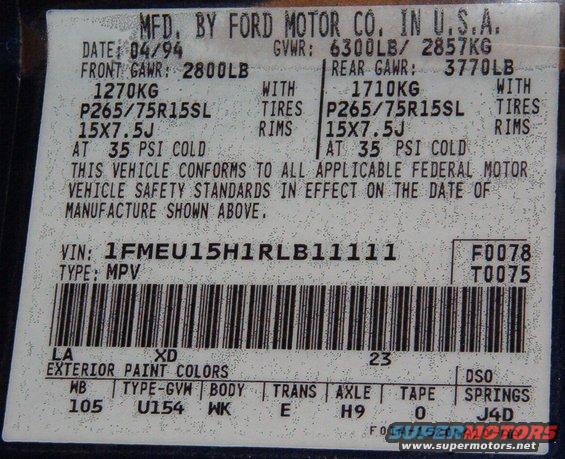 MFD. BY FORD MOTOR CO. IN U.S.A.
DATE: 04/94 GVWR: 6300LB/ 2857KG
FRONT GAWR: 2800LB REAR GAWR: 3770LB
1270KG WITH 1710KG WITH
P265/75R15SL TIRES P265/75R15SL TIRES
15X7.5J RIMS 15X7.5J RIMS
AT 35 PSI COLD AT 35 PSI COLD
THIS VEHICLE CONFORMS TO ALL APPLICABLE FEDERAL MOTOR
VEHICLE SAFETY STANDARDS IN EFFECT ON THE DATE OF
MANUFACTURE SHOWN ABOVE.
VIN: 1FMEU15H1RLB11111 F0078
TYPE: MPV T0075
LA XD 23
EXTERIOR PAINT COLORS DSO
WB TYPE-GVW BODY TRANS AXLE TAPE SPRINGS
105 U154 WK E H9 0 J4D
SUPERMOTORS
www.supermotors.net